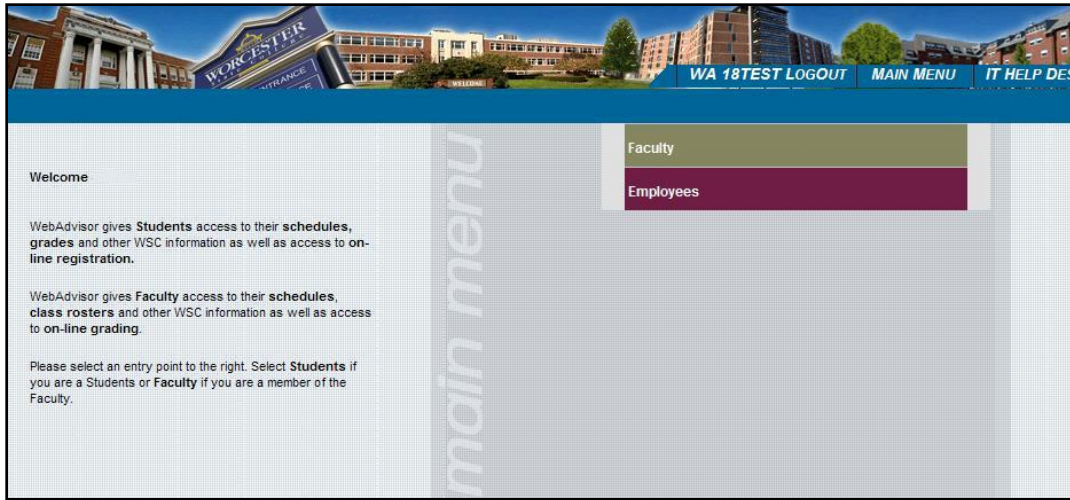 WORCESTER
ENTRANCE
WELCOME
WA 18TEST LOGOUT MAIN MENU IT HELP DES
Faculty
Employees
main menu
Welcome
WebAdvisor gives Students access to their schedules,
grades and other WSC information as well as access to on-
line registration.
WebAdvisor gives Faculty access to their schedules,
class rosters and other WSC information as well as access
to on-line grading.
Please select an entry point to the right. Select Students if
you are a Students or Faculty if you are a member of the
Faculty.